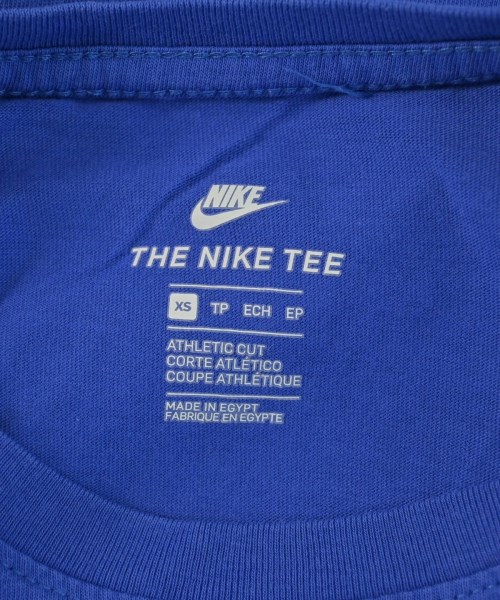 NIKE
THE NIKE TEE
XS TP ECH EP
ATHLETIC CUT
CORTE ATLÉTICO
COUPE ATHLÉTIQUE
MADE IN EGYPT
FABRIQUE EN EGYPTE